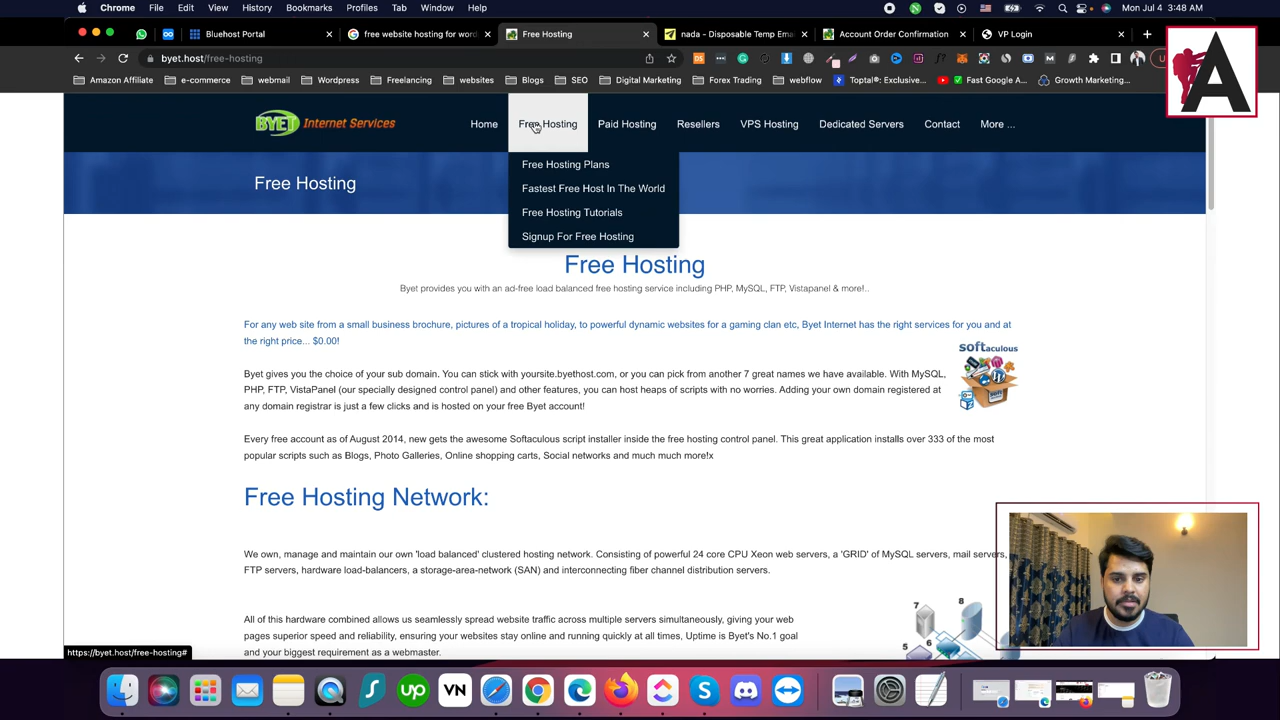 Chrome File Edit View History Bookmarks Profiles Tab Window Help Mon Jul 4 3:48 AM
Bluehost Portal
free website hosting for word
Free Hosting
nada - Disposable Temp Ema
Account Order Confirmation
VP Login
byet.host/free-hosting
Amazon Affiliate e-commerce webmail Wordpress Freelancing websites Blogs SEO Digital Marketing Forex Trading webflow Toptal®: Exclusive... Fast Google A... Growth Marketing...
A
BYET Internet Services
Home Free Hosting Paid Hosting Resellers VPS Hosting Dedicated Servers Contact More ...
Free Hosting Plans
Fastest Free Host In The World
Free Hosting Tutorials
Signup For Free Hosting
Free Hosting
Free Hosting
Byet provides you with an ad-free load balanced free hosting service including PHP, MySQL, FTP, Vistapanel & more!..
For any web site from a small business brochure, pictures of a tropical holiday, to powerful dynamic websites for a gaming clan etc, Byet Internet has the right services for you and at
the right price... $0.00!
softaculous
Byet gives you the choice of your sub domain. You can stick with yoursite.byethost.com, or you can pick from another 7 great names we have available. With MySQL,
PHP, FTP, VistaPanel (our specially designed control panel) and other features, you can host heaps of scripts with no worries. Adding your own domain registered at
any domain registrar is just a few clicks and is hosted on your free Byet account!
Every free account as of August 2014, new gets the awesome Softaculous script installer inside the free hosting control panel. This great application installs over 333 of the most
popular scripts such as Blogs, Photo Galleries, Online shopping carts, Social networks and much much more!x
Free Hosting Network:
We own, manage and maintain our own 'load balanced' clustered hosting network. Consisting of powerful 24 core CPU Xeon web servers, a 'GRID' of MySQL servers, mail servers,
FTP servers, hardware load-balancers, a storage-area-network (SAN) and interconnecting fiber channel distribution servers.
All of this hardware combined allows us seamlessly spread website traffic across multiple servers simultaneously, giving your web
pages superior speed and reliability, ensuring your websites stay online and running quickly at all times, Uptime is Byet's No.1 goal
and your biggest requirement as a webmaster.
7 8
5 6
https://byet.host/free-hosting#
up VN